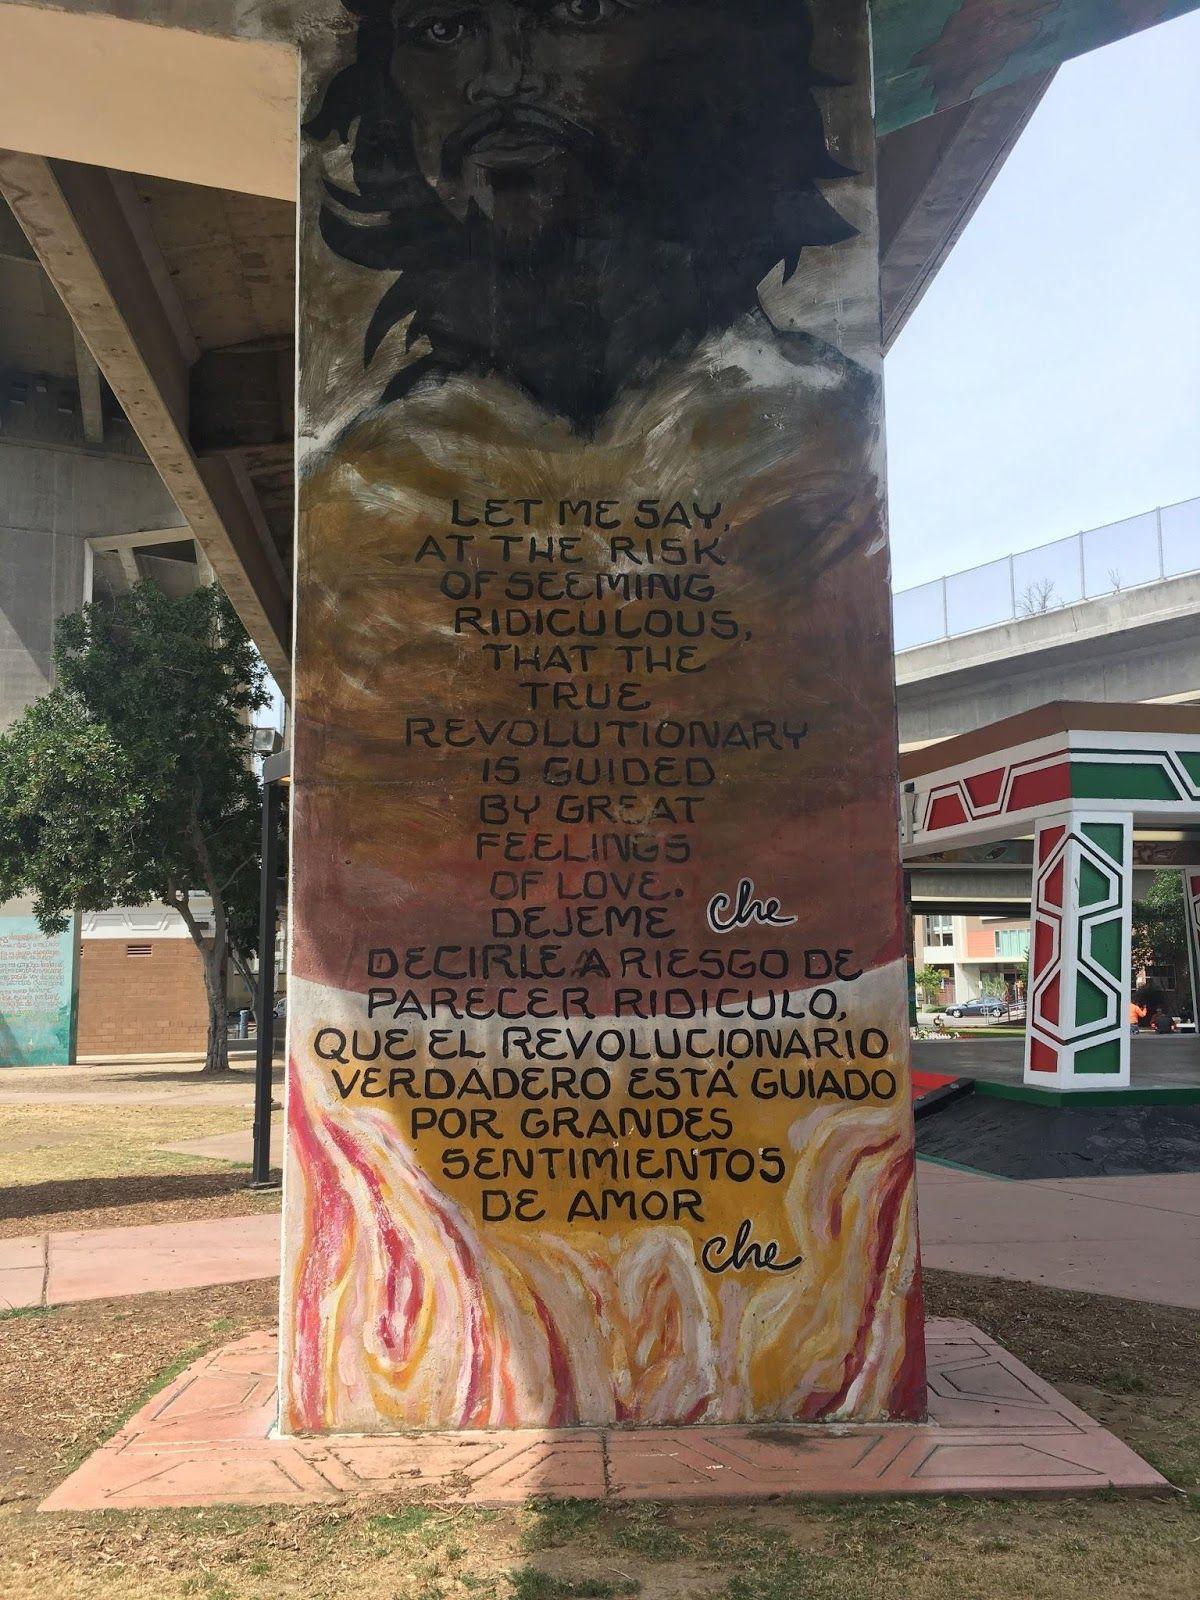 LET ME SAY,
AT THE RISK
OF SEEMING
RIDICULOUS,
THAT THE
TRUE
REVOLUTIONARY
IS GUIDED
BY GREAT
FEELINGS
OF LOVE.
che
DEJEME
DECIRLE A RIESGO DE
PARECER RIDICULO,
QUE EL REVOLUCIONARIO
VERDADERO ESTÁ GUIADO
POR GRANDES
SENTIMIENTOS
DE AMOR
che